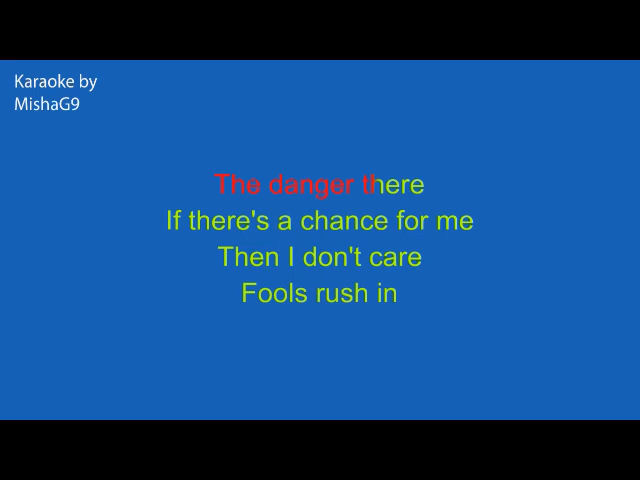 Karaoke by
MishaG9
The danger there
If there's a chance for me
Then I don't care
Fools rush in